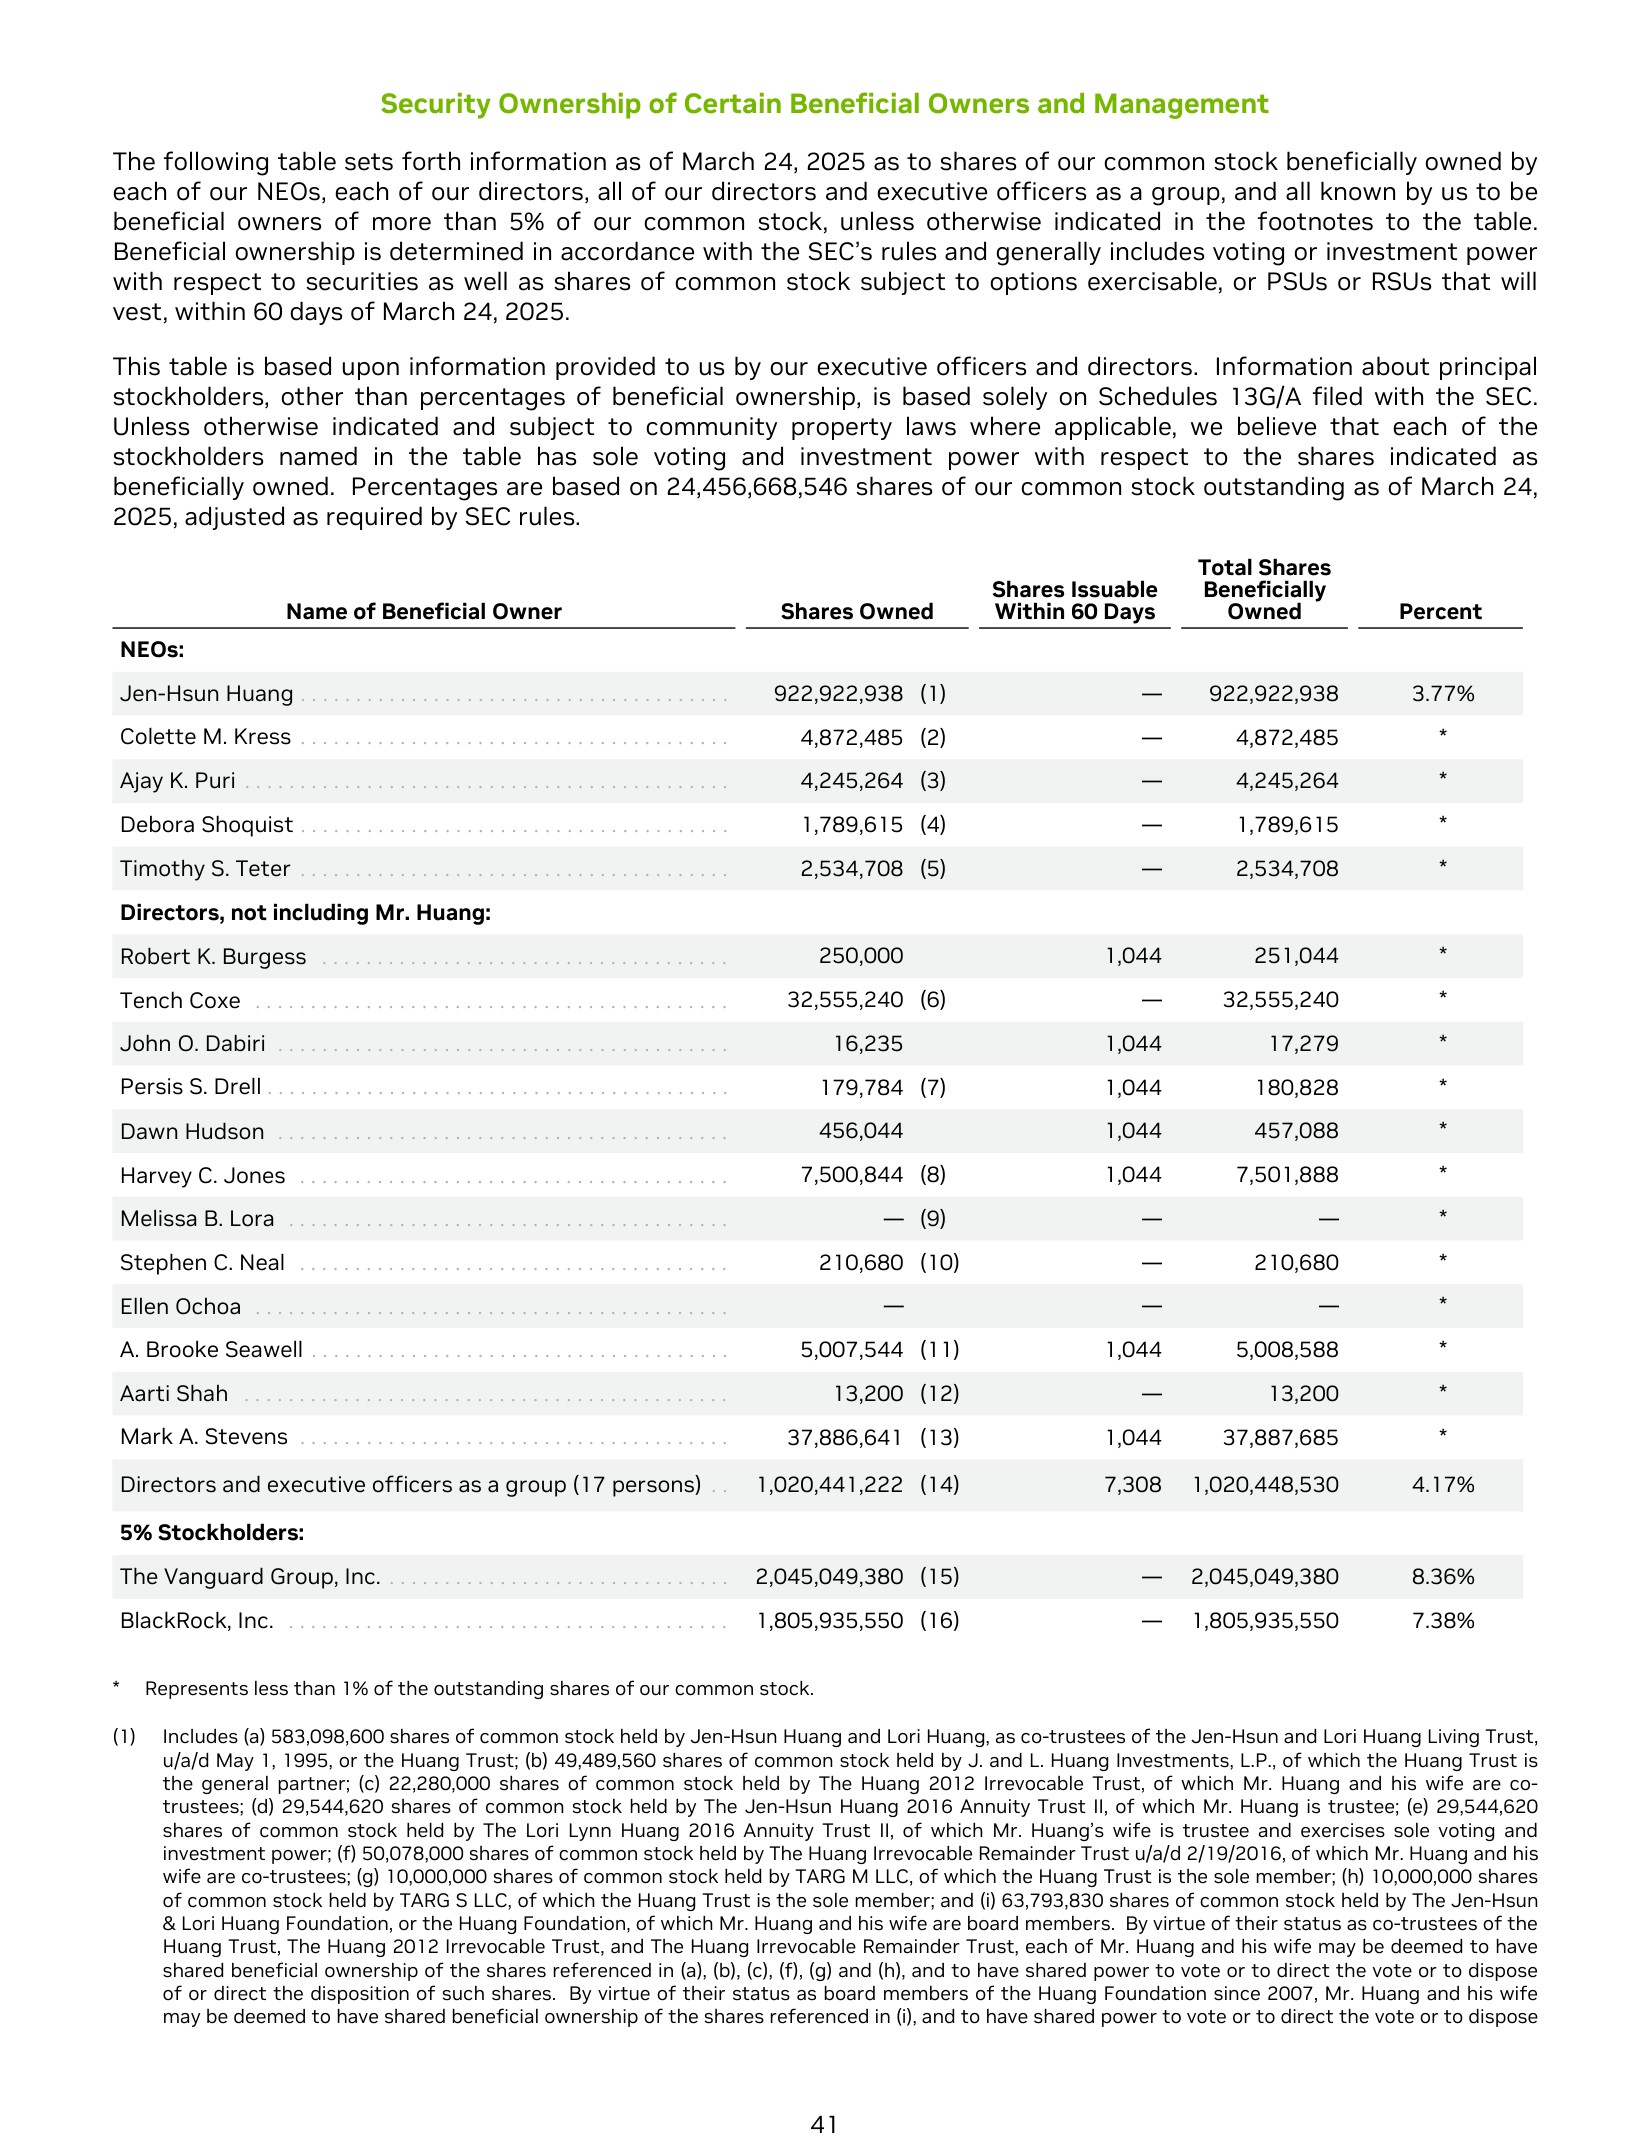 Security Ownership of Certain Beneficial Owners and Management
The following table sets forth information as of March 24, 2025 as to shares of our common stock beneficially owned by
each of our NEOs, each of our directors, all of our directors and executive officers as a group, and all known by us to be
beneficial owners of more than 5% of our common stock, unless otherwise indicated in the footnotes to the table.
Beneficial ownership is determined in accordance with the SEC’s rules and generally includes voting or investment power
with respect to securities as well as shares of common stock subject to options exercisable, or PSUs or RSUs that will
vest, within 60 days of March 24, 2025.
This table is based upon information provided to us by our executive officers and directors. Information about principal
stockholders, other than percentages of beneficial ownership, is based solely on Schedules 13G/A filed with the SEC.
Unless otherwise indicated and subject to community property laws where applicable, we believe that each of the
stockholders named in the table has sole voting and investment power with respect to the shares indicated as
beneficially owned. Percentages are based on 24,456,668,546 shares of our common stock outstanding as of March 24,
2025, adjusted as required by SEC rules.
Name of Beneficial Owner Shares Owned Shares Issuable Within 60 Days Total Shares Beneficially Owned Percent
NEOs:
Jen-Hsun Huang 922,922,938 (1) — 922,922,938 3.77%
Colette M. Kress 4,872,485 (2) — 4,872,485 *
Ajay K. Puri 4,245,264 (3) — 4,245,264 *
Debora Shoquist 1,789,615 (4) — 1,789,615 *
Timothy S. Teter 2,534,708 (5) — 2,534,708 *
Directors, not including Mr. Huang:
Robert K. Burgess 250,000 1,044 251,044 *
Tench Coxe 32,555,240 (6) — 32,555,240 *
John O. Dabiri 16,235 1,044 17,279 *
Persis S. Drell 179,784 (7) 1,044 180,828 *
Dawn Hudson 456,044 1,044 457,088 *
Harvey C. Jones 7,500,844 (8) 1,044 7,501,888 *
Melissa B. Lora — (9) — — *
Stephen C. Neal 210,680 (10) — 210,680 *
Ellen Ochoa — — — *
A. Brooke Seawell 5,007,544 (11) 1,044 5,008,588 *
Aarti Shah 13,200 (12) — 13,200 *
Mark A. Stevens 37,886,641 (13) 1,044 37,887,685 *
Directors and executive officers as a group (17 persons) 1,020,441,222 (14) 7,308 1,020,448,530 4.17%
5% Stockholders:
The Vanguard Group, Inc. 2,045,049,380 (15) — 2,045,049,380 8.36%
BlackRock, Inc. 1,805,935,550 (16) — 1,805,935,550 7.38%
* Represents less than 1% of the outstanding shares of our common stock.
(1) Includes (a) 583,098,600 shares of common stock held by Jen-Hsun Huang and Lori Huang, as co-trustees of the Jen-Hsun and Lori Huang Living Trust,
u/a/d May 1, 1995, or the Huang Trust; (b) 49,489,560 shares of common stock held by J. and L. Huang Investments, L.P., of which the Huang Trust is
the general partner; (c) 22,280,000 shares of common stock held by The Huang 2012 Irrevocable Trust, of which Mr. Huang and his wife are co-
trustees; (d) 29,544,620 shares of common stock held by The Jen-Hsun Huang 2016 Annuity Trust II, of which Mr. Huang is trustee; (e) 29,544,620
shares of common stock held by The Lori Lynn Huang 2016 Annuity Trust II, of which Mr. Huang’s wife is trustee and exercises sole voting and
investment power; (f) 50,078,000 shares of common stock held by The Huang Irrevocable Remainder Trust u/a/d 2/19/2016, of which Mr. Huang and his
wife are co-trustees; (g) 10,000,000 shares of common stock held by TARG M LLC, of which the Huang Trust is the sole member; (h) 10,000,000 shares
of common stock held by TARG S LLC, of which the Huang Trust is the sole member; and (i) 63,793,830 shares of common stock held by The Jen-Hsun
& Lori Huang Foundation, or the Huang Foundation, of which Mr. Huang and his wife are board members. By virtue of their status as co-trustees of the
Huang Trust, The Huang 2012 Irrevocable Trust, and The Huang Irrevocable Remainder Trust, each of Mr. Huang and his wife may be deemed to have
shared beneficial ownership of the shares referenced in (a), (b), (c), (f), (g) and (h), and to have shared power to vote or to direct the vote or to dispose
of or direct the disposition of such shares. By virtue of their status as board members of the Huang Foundation since 2007, Mr. Huang and his wife
may be deemed to have shared beneficial ownership of the shares referenced in (i), and to have shared power to vote or to direct the vote or to dispose
41